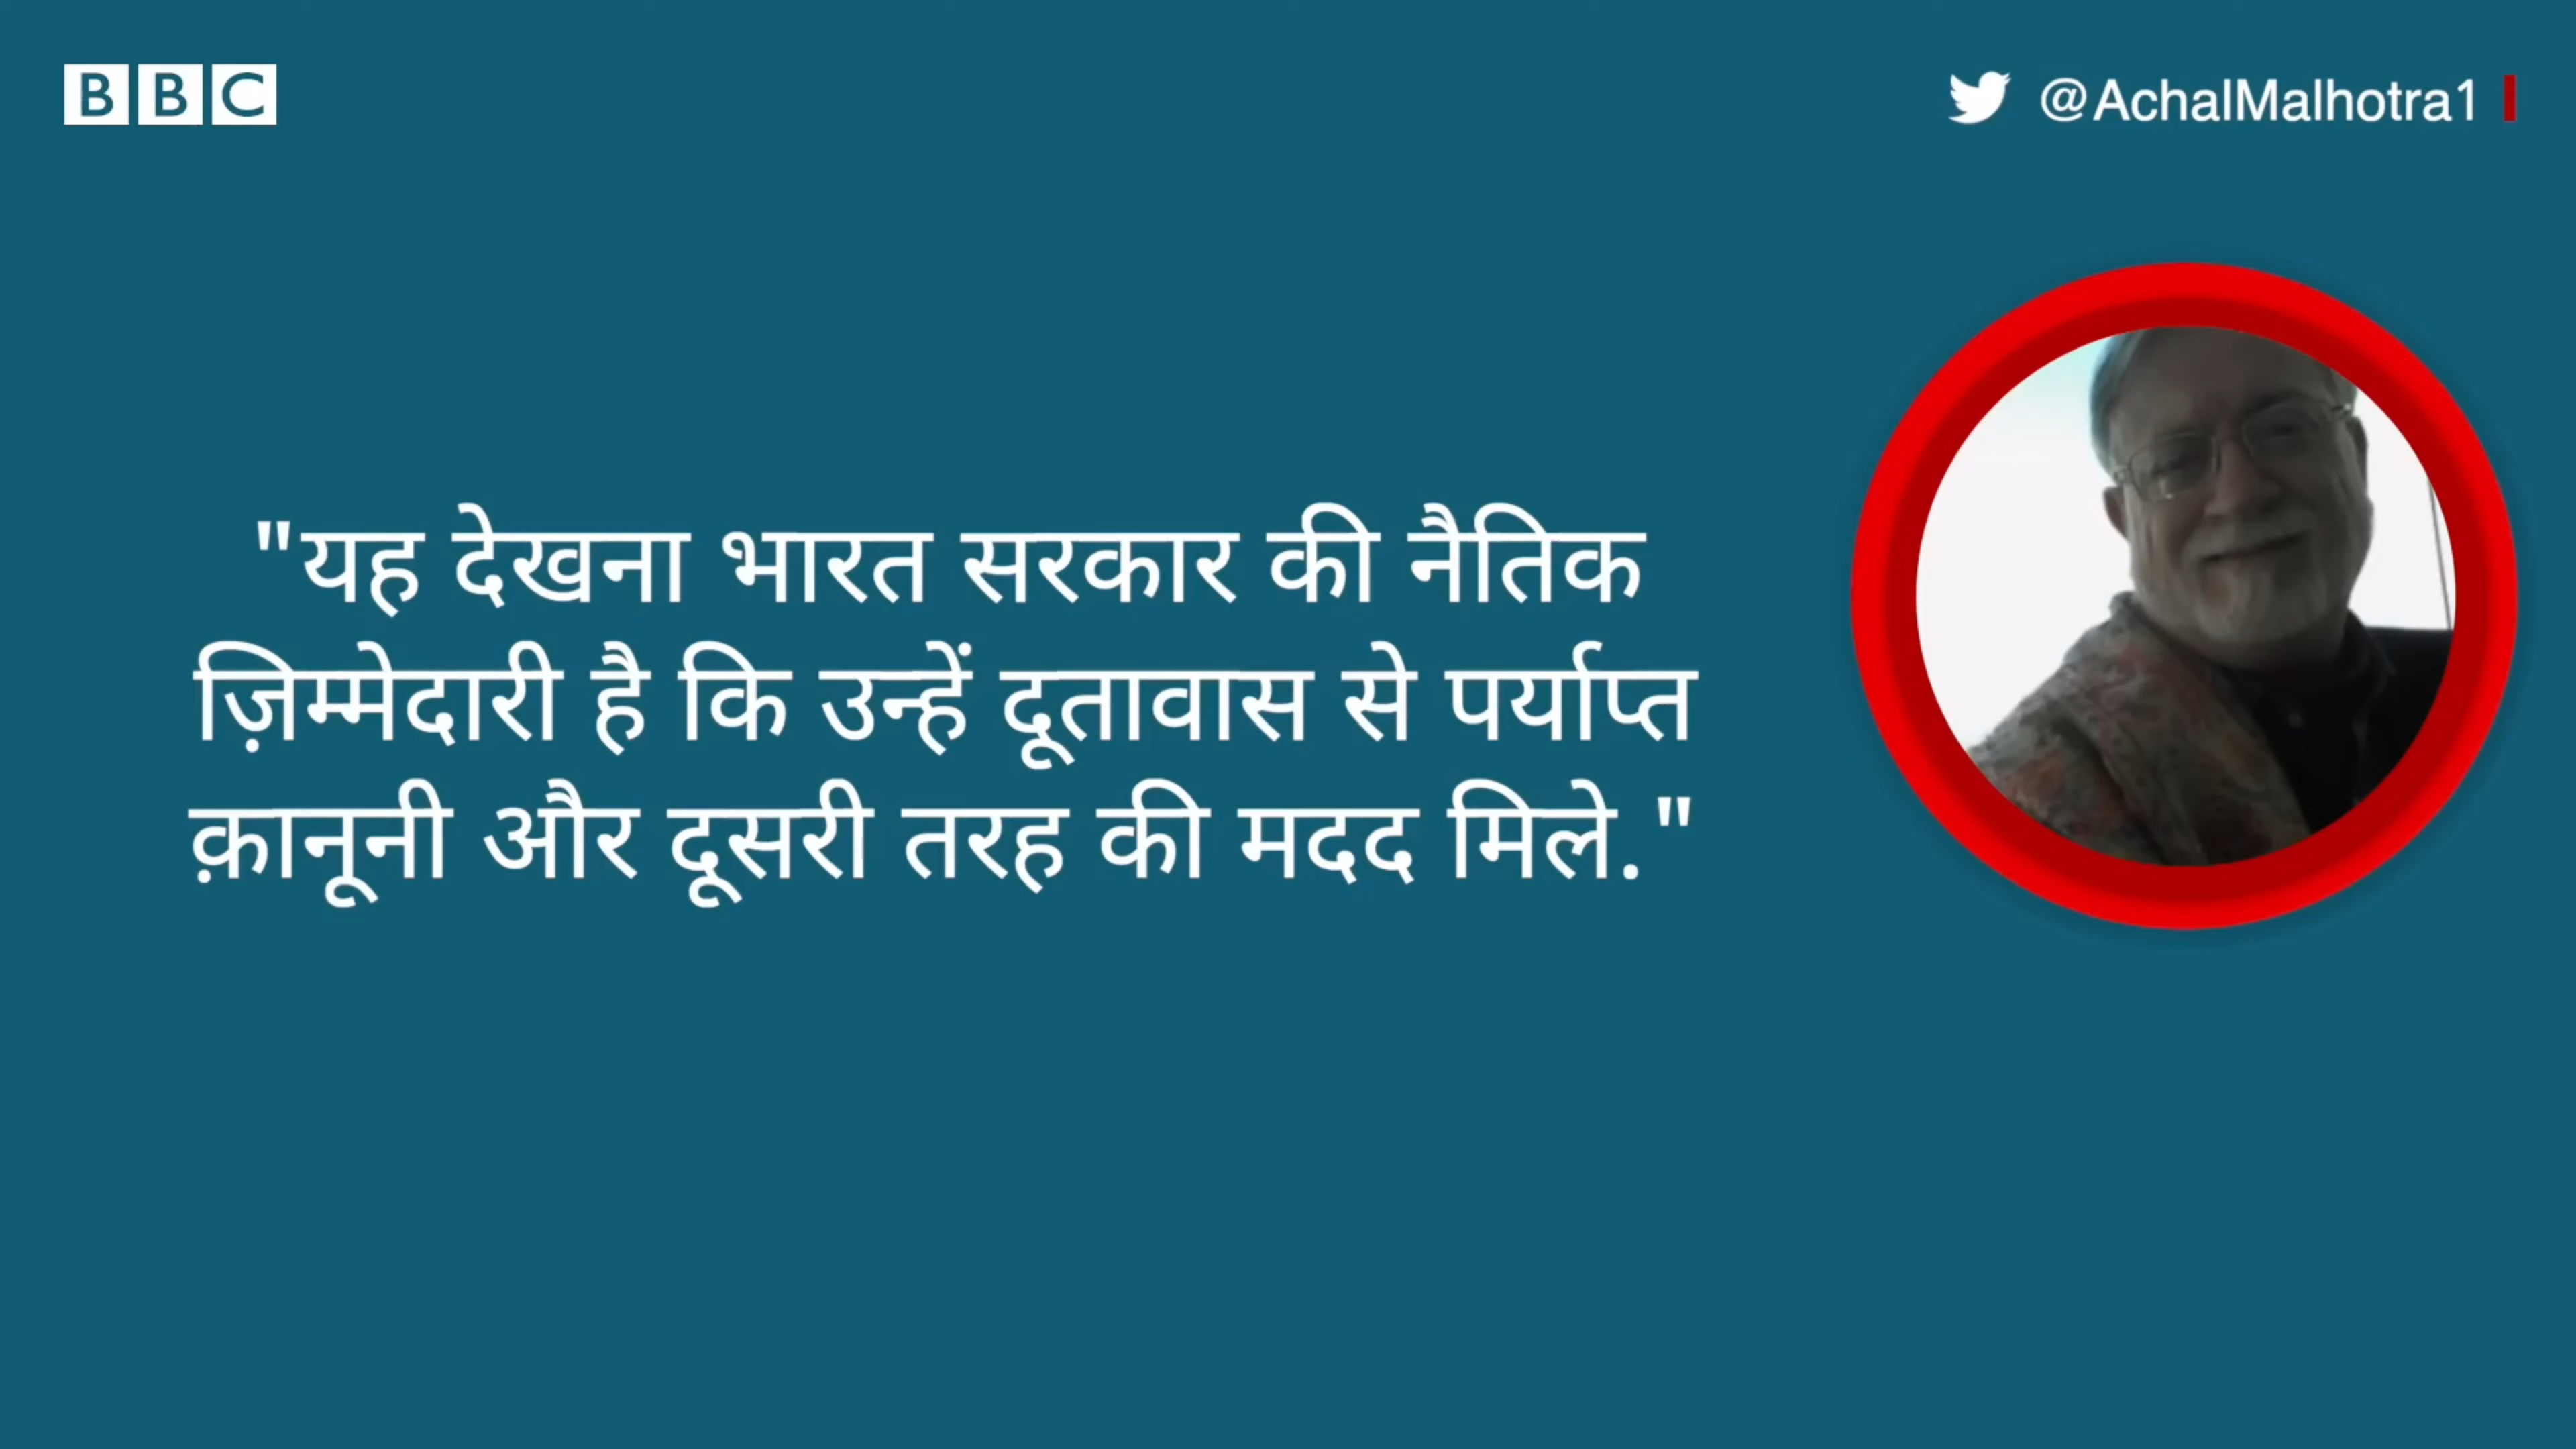 BBC
@AchalMalhotra1
"यह देखना भारत सरकार की नैतिक
ज़िम्मेदारी है कि उन्हें दूतावास से पर्याप्त
क़ानूनी और दूसरी तरह की मदद मिले."